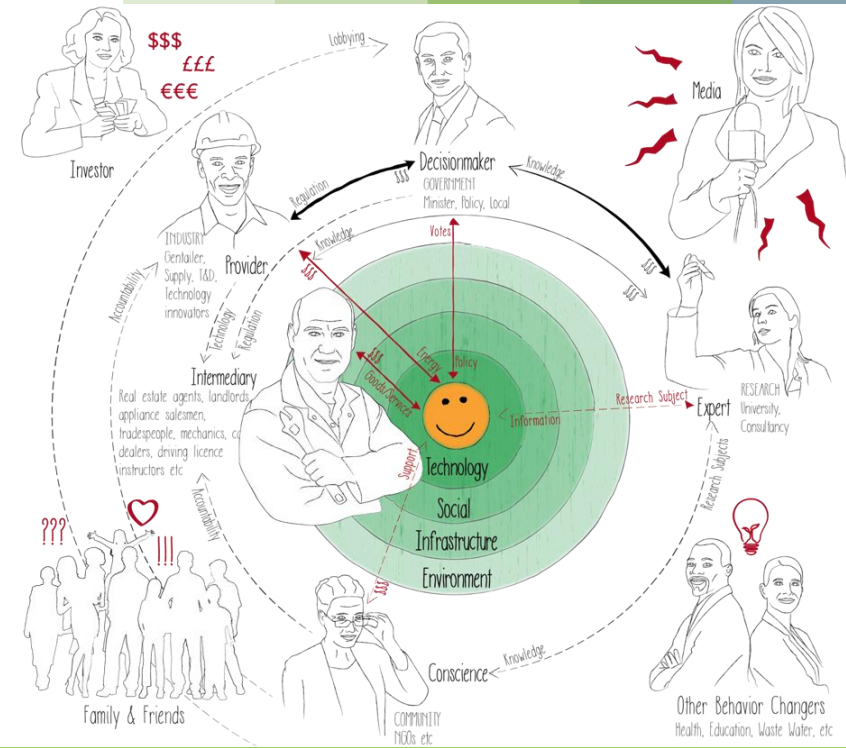 $$$
£££
€€€
Investor
Lobbying
Media
Decisionmaker
GOVERNMENT
Minister, Policy, Local
Regulation
$$$
Knowledge
$$$
INDUSTRY
Gentailer,
Supply, T&D,
Technology
innovators
Provider
Knowledge
$$$
Votes
$$$
Accountability
Technology
Regulation
Intermediary
Real estate agents, landlords,
appliance salesmen,
tradespeople, mechanics,
dealers, driving licence
instructors etc
$$$
Goods/Services
Energy
Policy
Information
Research Subject
Expert
RESEARCH
University,
Consultancy
Support
$$$
Technology
Social
Infrastructure
Environment
Accountability
Research Subjects
???
!!!
Family & Friends
Conscience
COMMUNITY
NGOs etc
Knowledge
Other Behavior Changers
Health, Education, Waste Water, etc